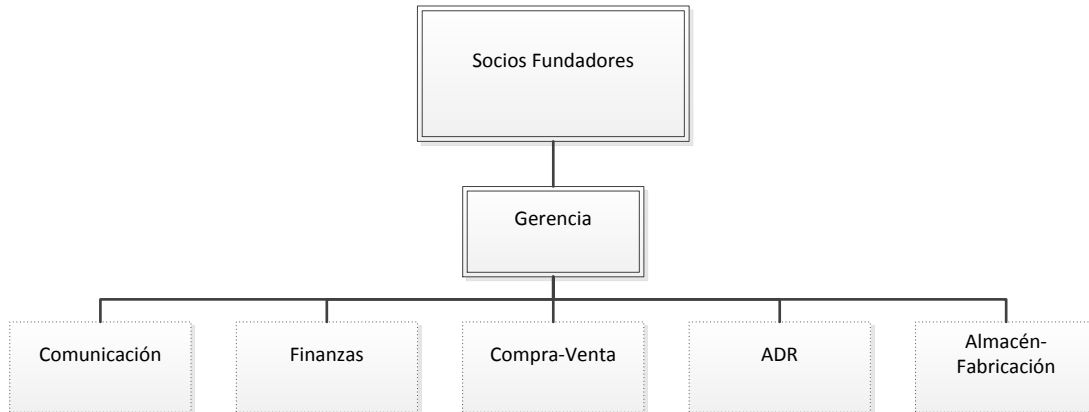 Socios Fundadores
Gerencia
Comunicación
Finanzas
Compra-Venta
ADR
Almacén-
Fabricación